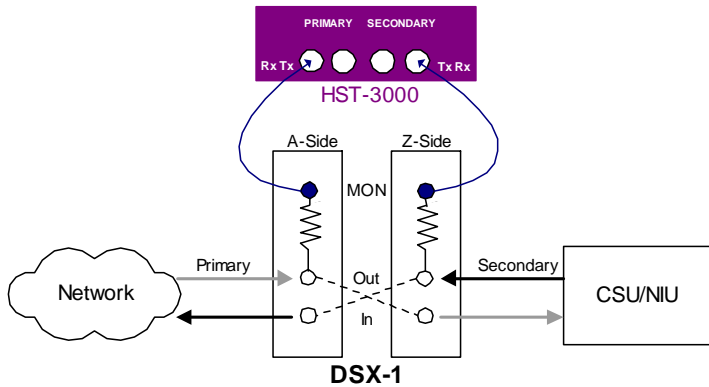 PRIMARY SECONDARY
Rx Tx Tx Rx
HST-3000
A-Side Z-Side
MON
Primary Out Secondary
Network CSU/NIU
In
DSX-1